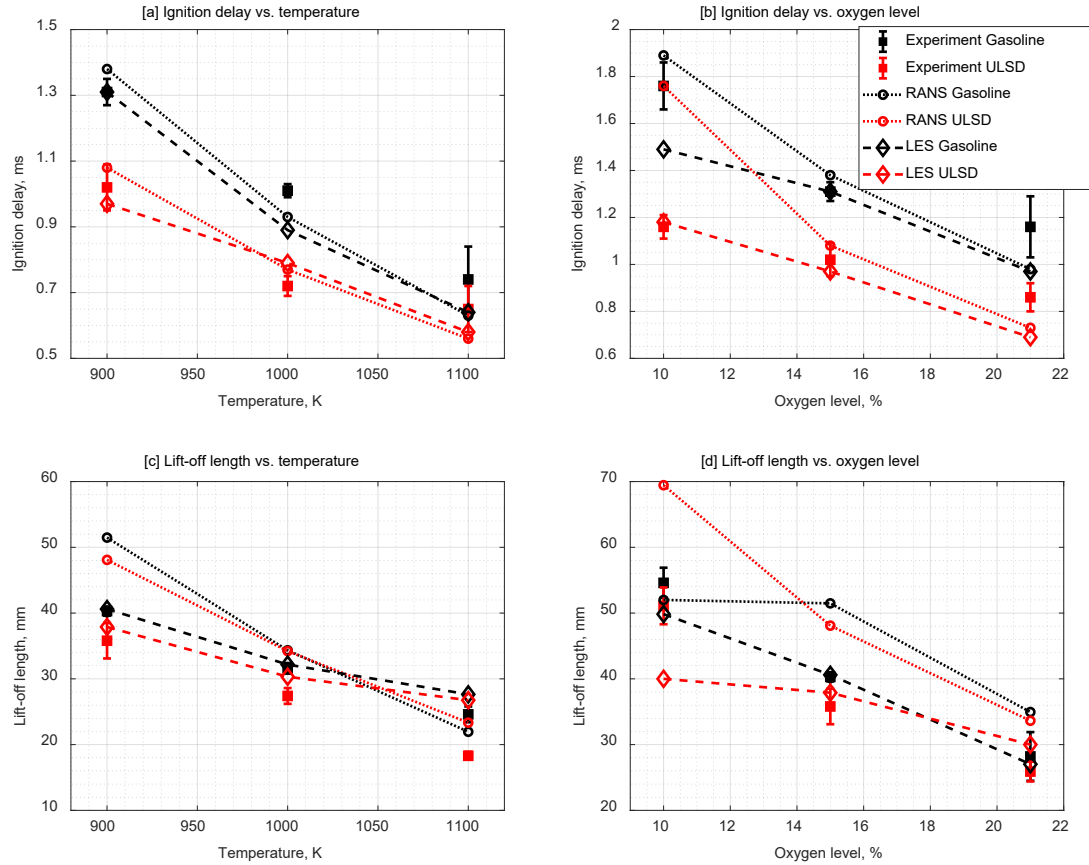 [a] Ignition delay vs. temperature
1.5
1.3
1.1
0.9
0.7
0.5
Ignition delay, ms
900
950
1000
1050
1100
Temperature, K
[b] Ignition delay vs. oxygen level
2
1.8
1.6
1.4
1.2
1
0.8
0.6
Ignition delay, ms
10
12
14
16
18
20
22
Oxygen level, %
Experiment Gasoline
Experiment ULSD
RANS Gasoline
RANS ULSD
LES Gasoline
LES ULSD
[c] Lift-off length vs. temperature
60
50
40
30
20
10
Lift-off length, mm
900
950
1000
1050
1100
Temperature, K
[d] Lift-off length vs. oxygen level
70
60
50
40
30
20
Lift-off length, mm
10
12
14
16
18
20
22
Oxygen level, %